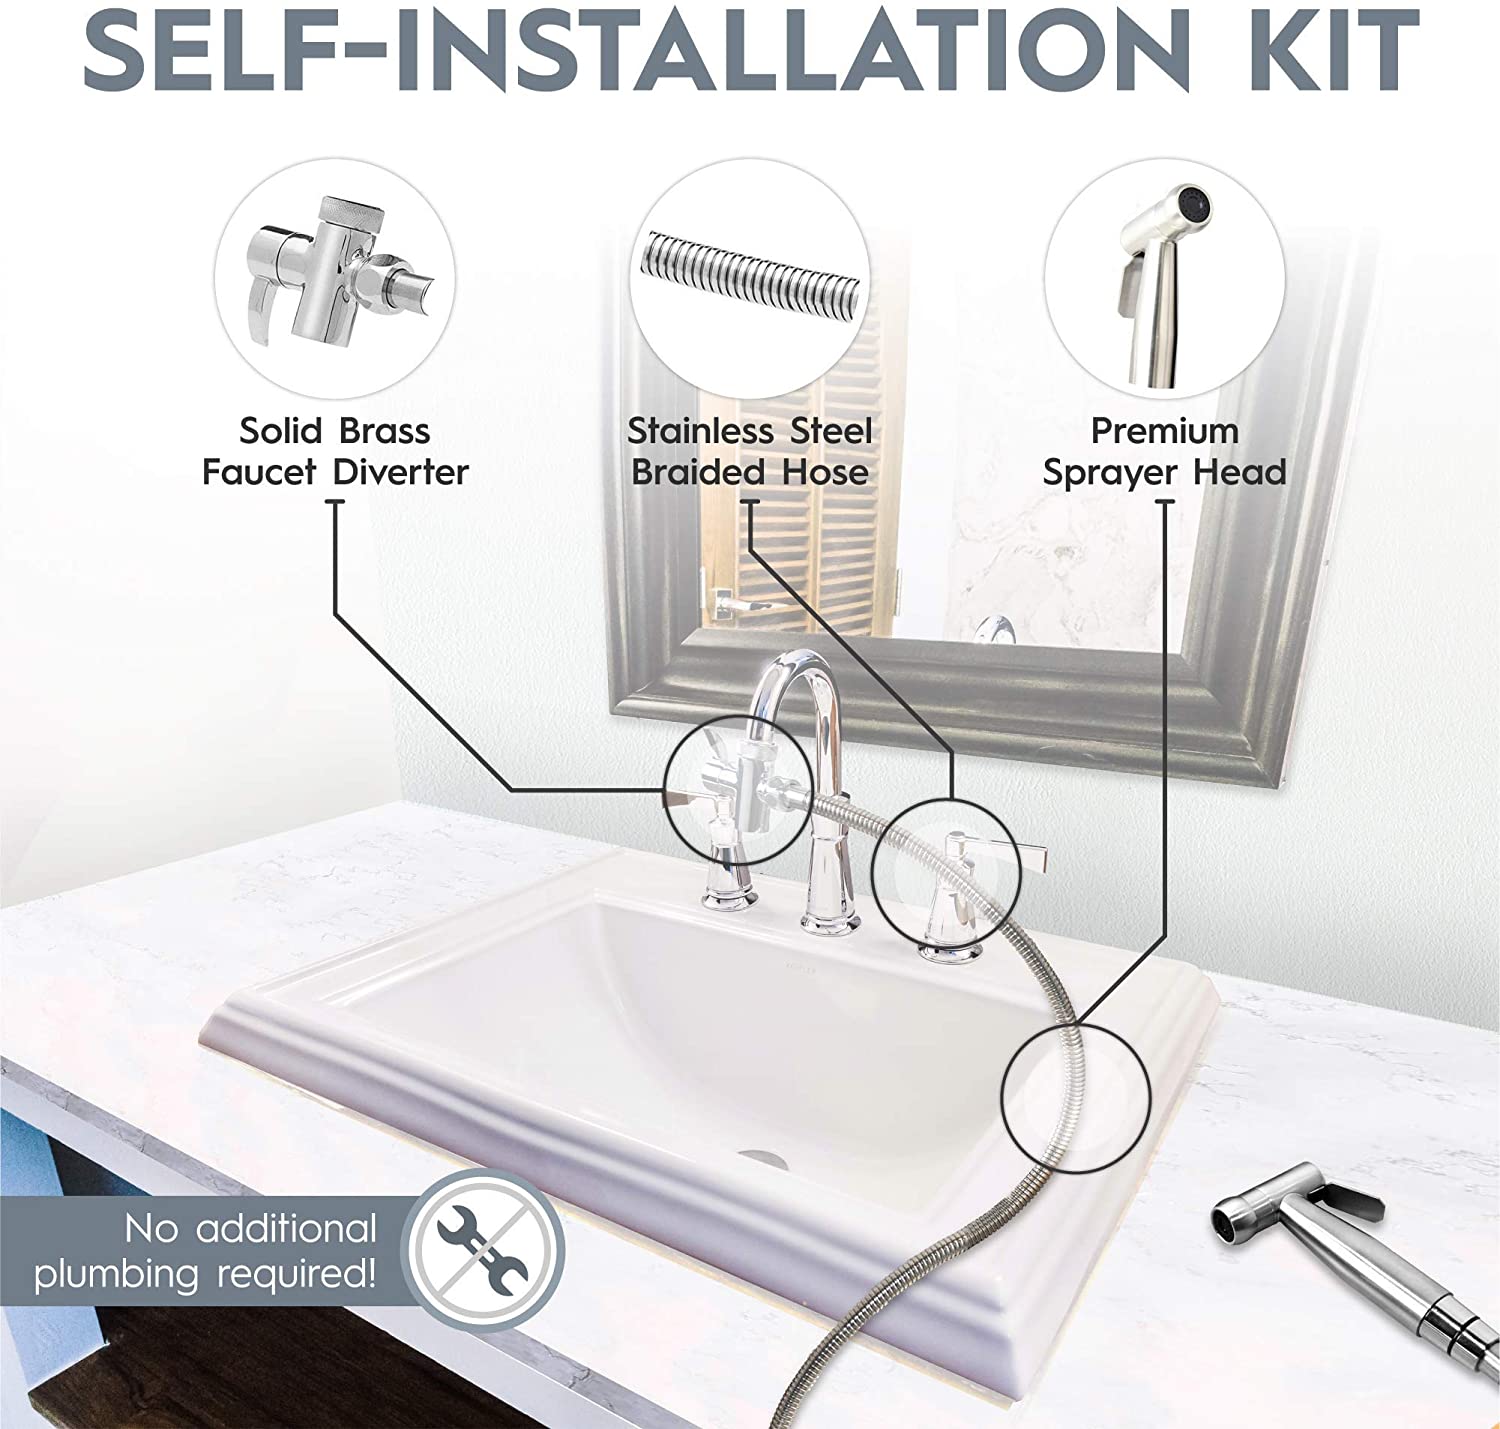 SELF-INSTALLATION KIT
Solid Brass
Faucet Diverter
Stainless Steel
Braided Hose
Premium
Sprayer Head
No additional
plumbing required!